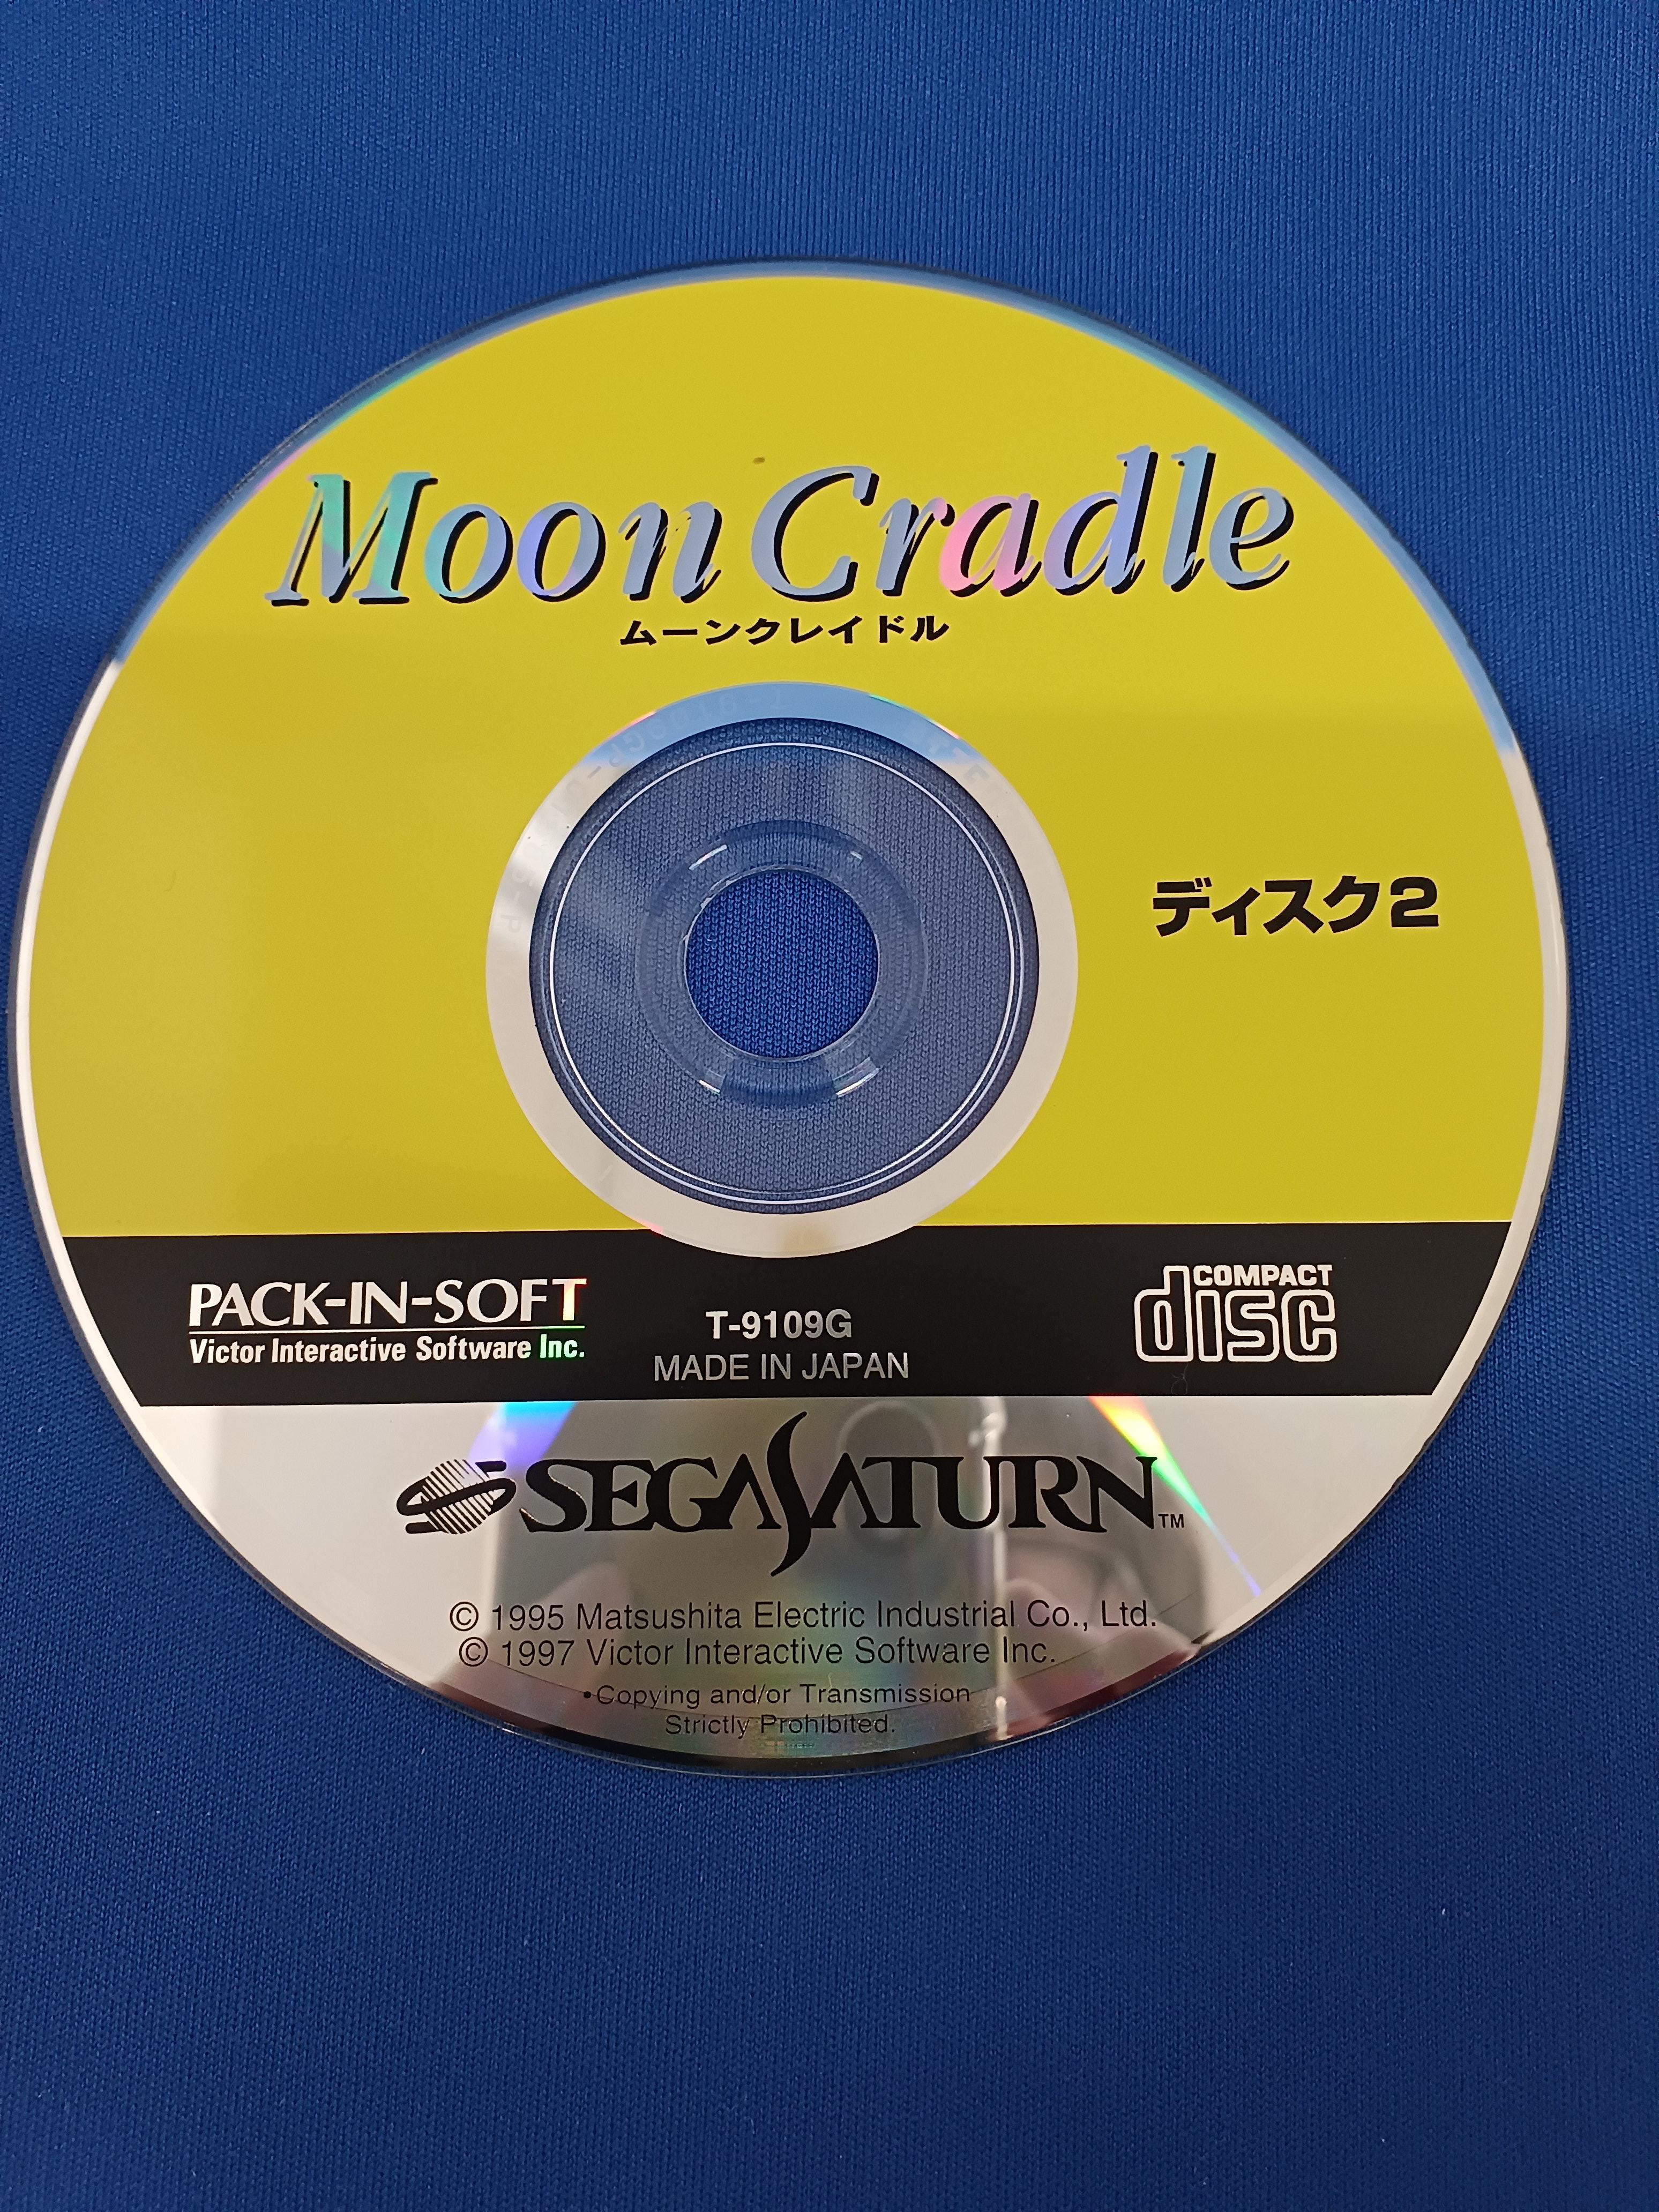 Moon Cradle
ムーンクレイドル
ディスク2
PACK-IN-SOFT
Victor Interactive Software Inc.
T-9109G
MADE IN JAPAN
COMPACT
disc
SEGASATURN™
© 1995 Matsushita Electric Industrial Co., Ltd.
© 1997 Victor Interactive Software Inc.
•Copying and/or Transmission
Strictly Prohibited.